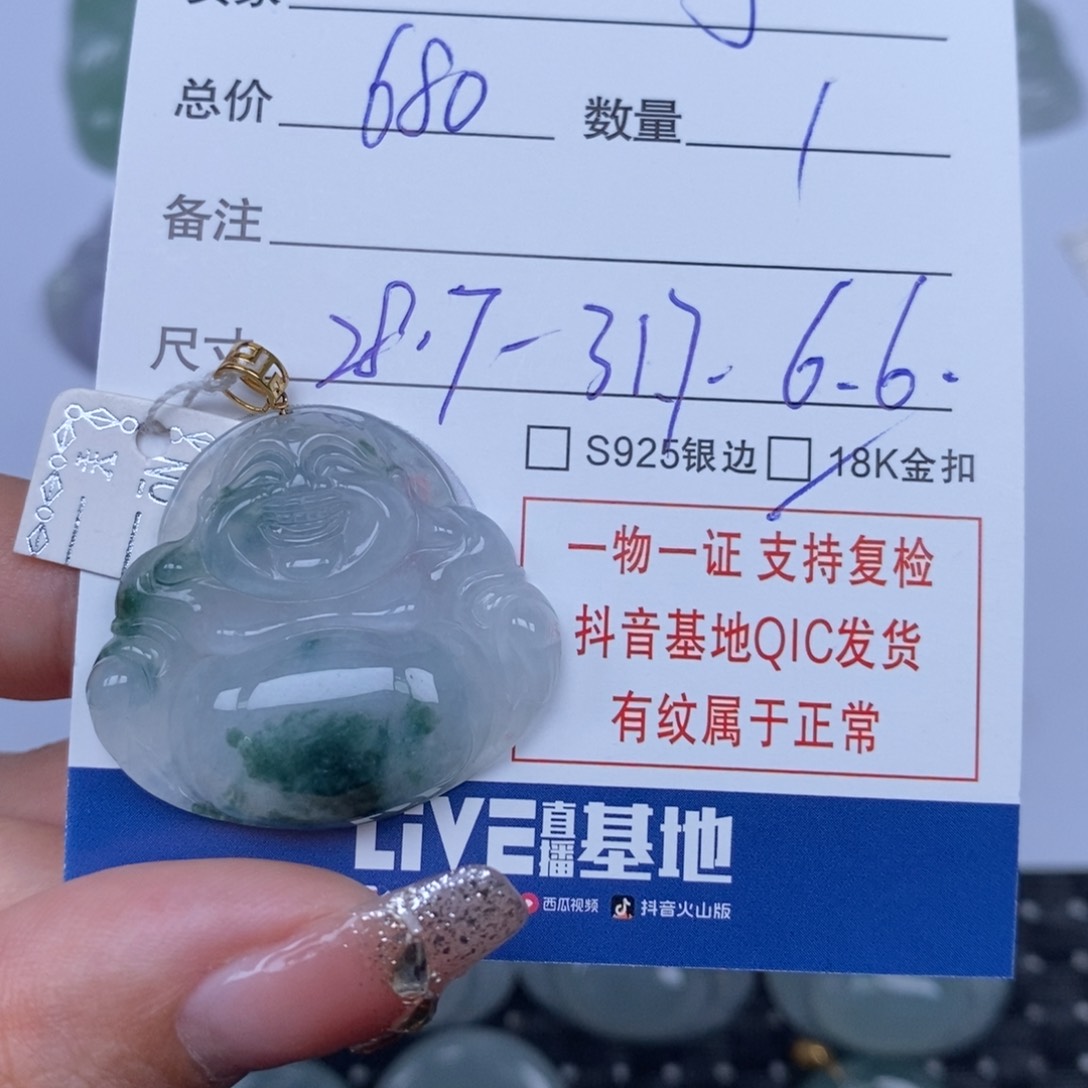 总价 680 数量 1
备注
尺寸 28.7-317.6.6.
S925银边 18K金扣
一物一证 支持复检
抖音基地QIC发货
有纹属于正常
LIVE直播基地
西瓜视频 抖音火山版
NO